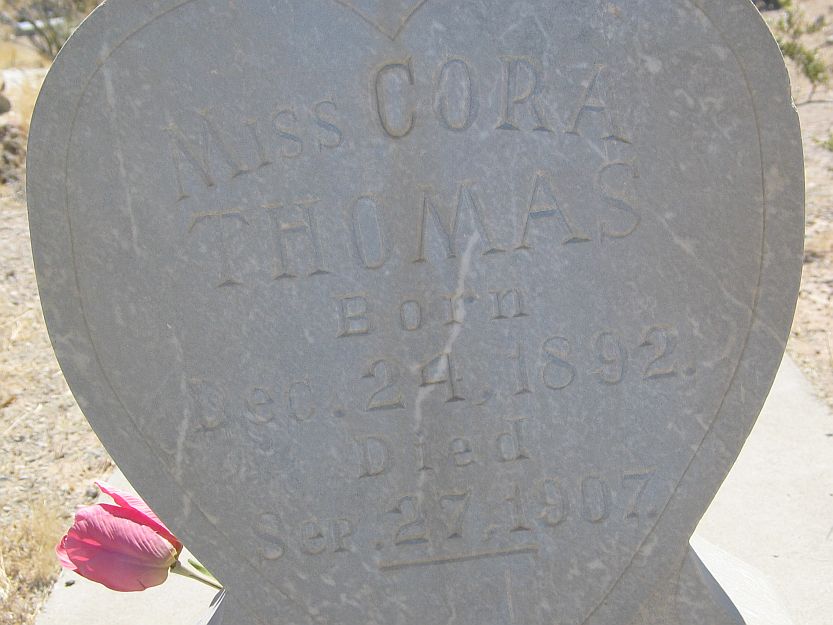 Miss CORA
THOMAS
Born
Dec. 24, 1892.
Died
Sep. 27, 1907.